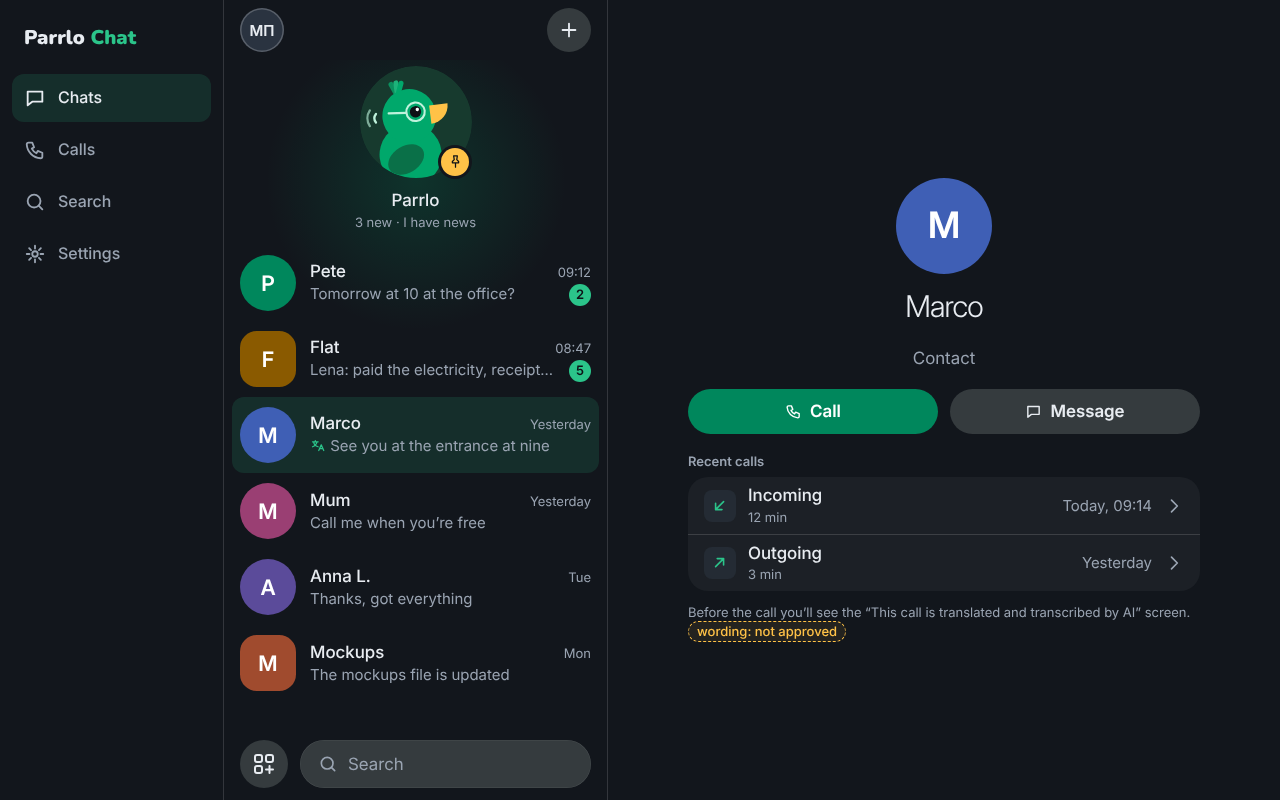 Parrlo Chat
Chats
Calls
Search
Settings
МП
Parrlo
3 new · I have news
Pete
09:12
Tomorrow at 10 at the office?
2
Flat
08:47
Lena: paid the electricity, receipt...
5
Marco
Yesterday
See you at the entrance at nine
Mum
Yesterday
Call me when you’re free
Anna L.
Tue
Thanks, got everything
Mockups
Mon
The mockups file is updated
Search
P
F
M
M
A
M
M
Marco
Contact
Call
Message
Recent calls
Incoming
12 min
Today, 09:14
Outgoing
3 min
Yesterday
Before the call you’ll see the “This call is translated and transcribed by AI” screen.
wording: not approved